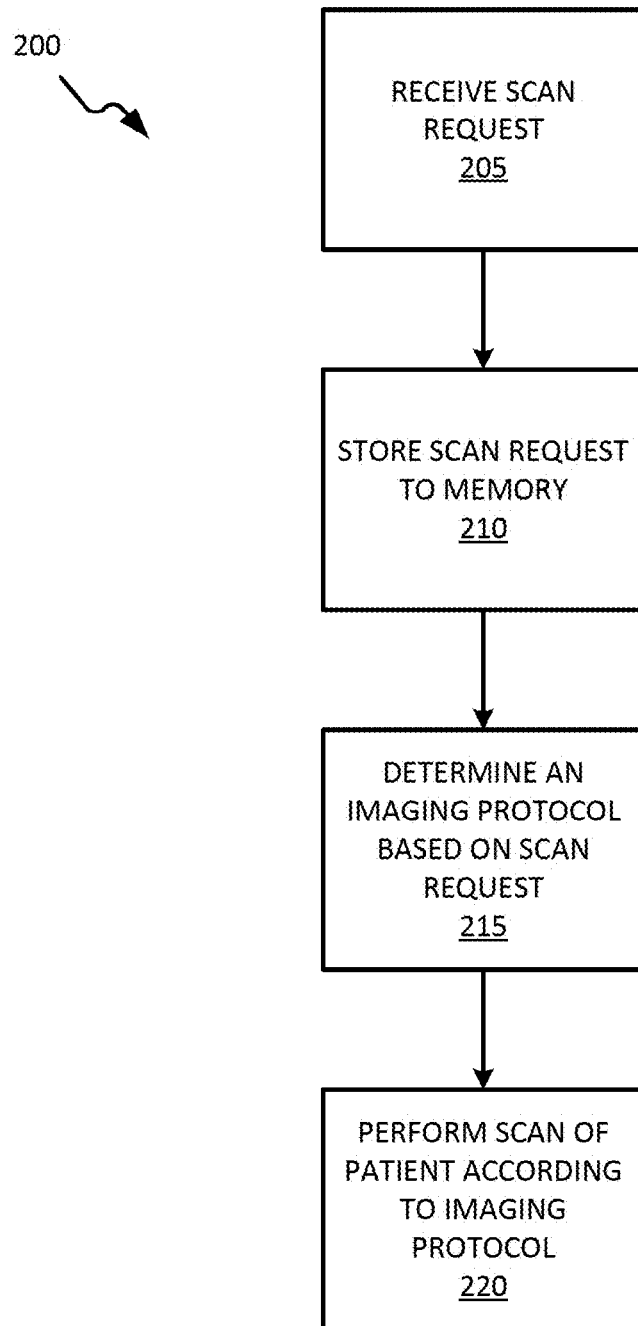 200
RECEIVE SCAN
REQUEST
205
STORE SCAN REQUEST
TO MEMORY
210
DETERMINE AN
IMAGING PROTOCOL
BASED ON SCAN
REQUEST
215
PERFORM SCAN OF
PATIENT ACCORDING
TO IMAGING
PROTOCOL
220